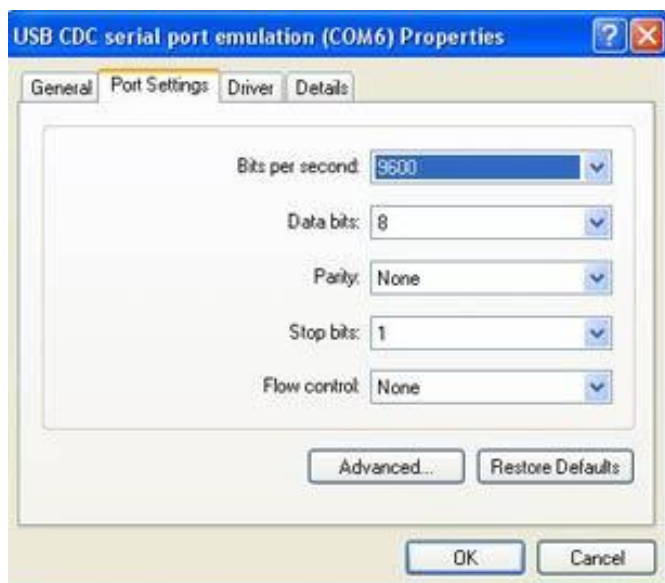 USB CDC serial port emulation (COM6) Properties
General Port Settings Driver Details
Bits per second: 9600
Data bits: 8
Parity: None
Stop bits: 1
Flow control: None
Advanced... Restore Defaults
OK Cancel